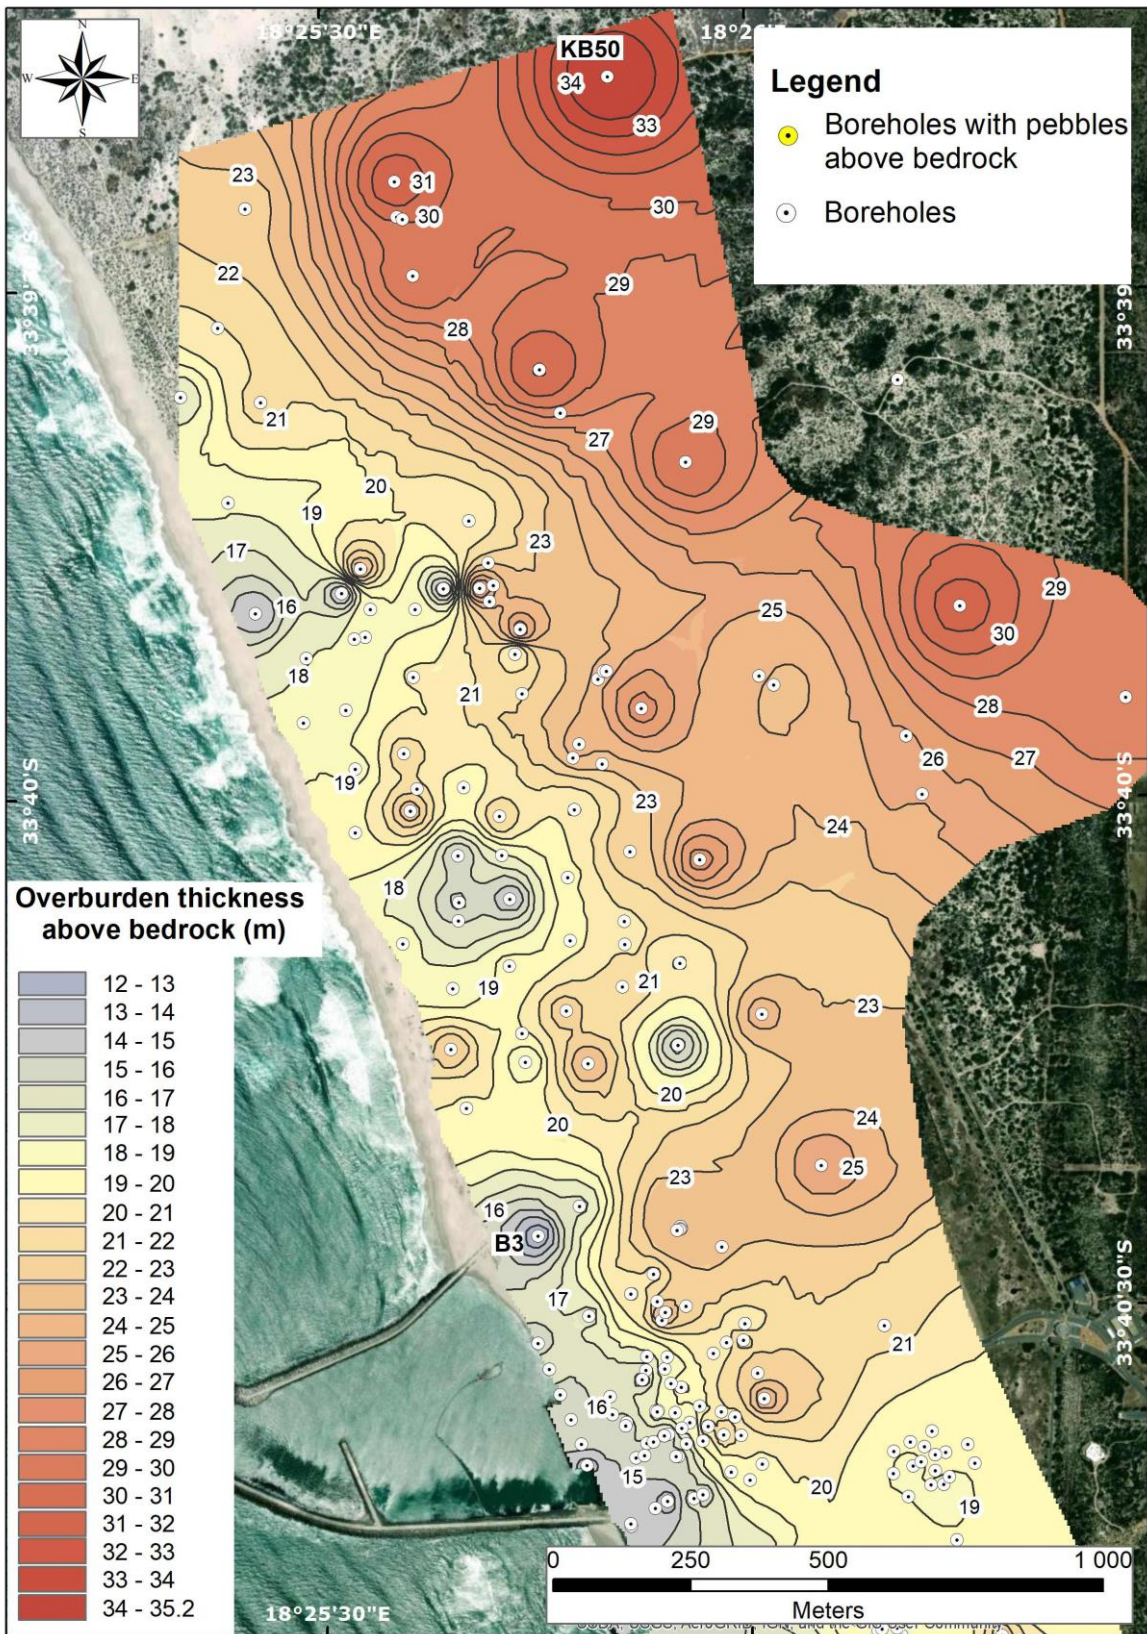 18°25'30"E
18°26'
N
W
E
S
KB50
34
33
Legend
Boreholes with pebbles
above bedrock
Boreholes
23
31
30
30
22
29
33°39'
S
33°39'
28
21
27
29
20
19
23
17
16
25
29
30
18
21
28
26
27
19
33°40'S
33°40'S
23
24
18
Overburden thickness
above bedrock (m)
12 - 13
13 - 14
14 - 15
15 - 16
16 - 17
17 - 18
18 - 19
19 - 20
20 - 21
21 - 22
22 - 23
23 - 24
24 - 25
25 - 26
26 - 27
27 - 28
28 - 29
29 - 30
30 - 31
31 - 32
32 - 33
33 - 34
34 - 35.2
21
19
23
20
20
24
25
23
16
B3
17
33°40'30"S
21
16
15
20
19
0 250 500 1 000
Meters
18°25'30"E